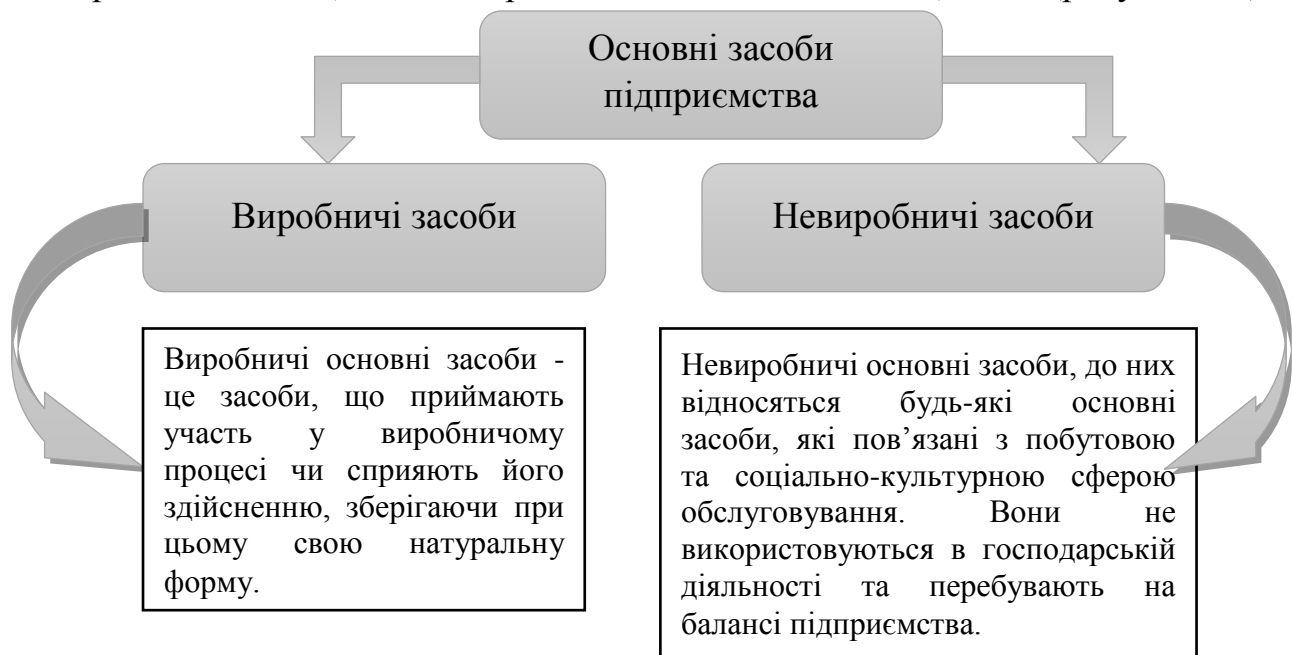 Основні засоби
підприємства
Виробничі засоби
Невиробничі засоби
Виробничі основні засоби -
це засоби, що приймають
участь у виробничому
процесі чи сприяють його
здійсненню, зберігаючи при
цьому свою натуральну
форму.
Невиробничі основні засоби, до них
відносяться будь-які основні
засоби, які пов’язані з побутовою
та соціально-культурною сферою
обслуговування. Вони не
використовуються в господарській
діяльності та перебувають на
балансі підприємства.